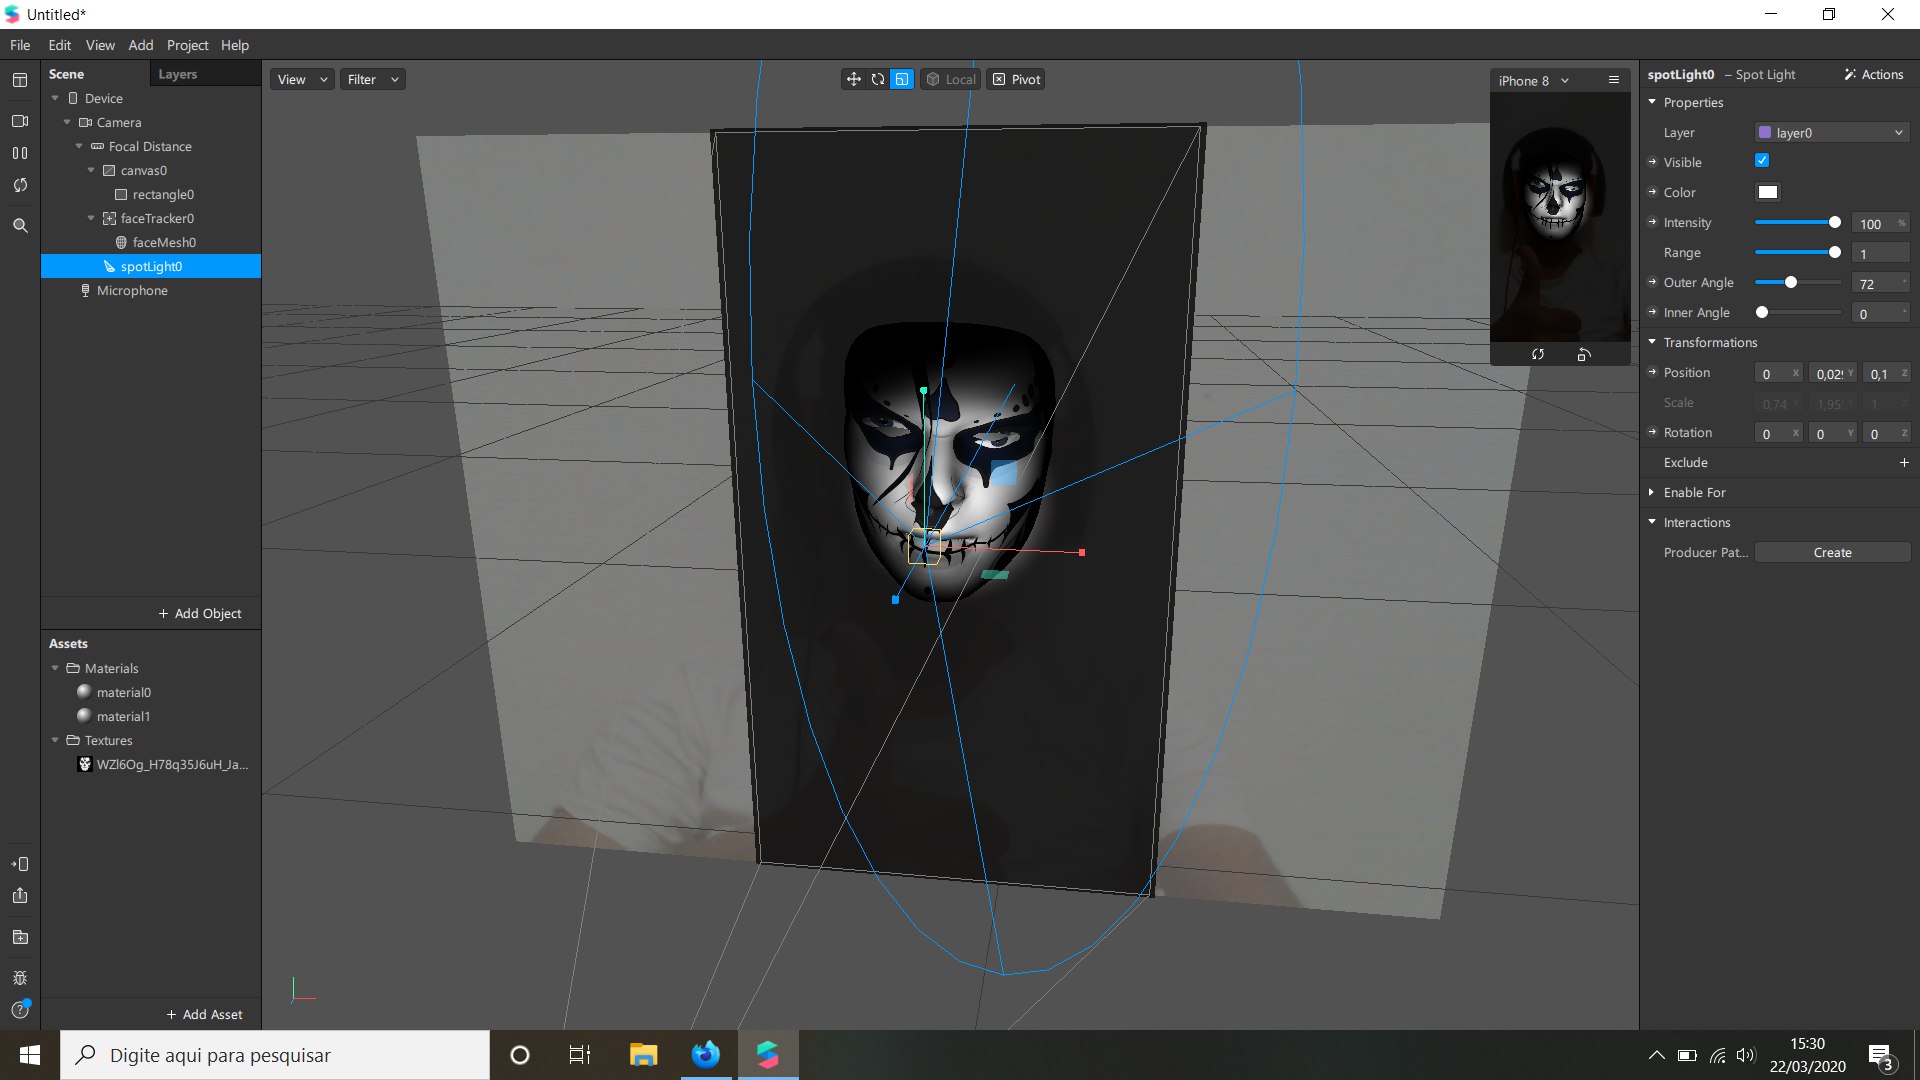 Untitled*
File Edit View Add Project Help
Scene
Layers
Device
Camera
Focal Distance
canvas0
rectangle0
faceTracker0
faceMesh0
spotLight0
Microphone
+ Add Object
Assets
Materials
material0
material1
Textures
WZl6Og_H78q35J6uH_Ja...
+ Add Asset
View
Filter
Local
Pivot
iPhone 8
spotLight0 – Spot Light
Actions
Properties
Layer layer0
Visible
Color
Intensity 100 %
Range 1
Outer Angle 72 °
Inner Angle 0 °
Transformations
Position 0 X 0,029 Y 0,1 Z
Scale 0,74 X 1,95 Y 1 Z
Rotation 0 X 0 Y 0 Z
Exclude +
Enable For
Interactions
Producer Pat... Create
Digite aqui para pesquisar
15:30
22/03/2020
3